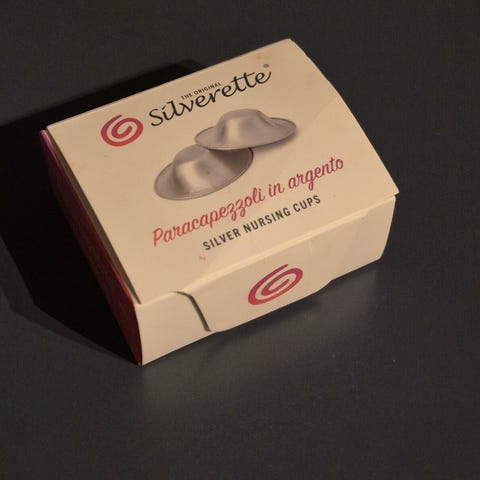 THE ORIGINAL
Silverette®
Paracapezzoli in argento
SILVER NURSING CUPS